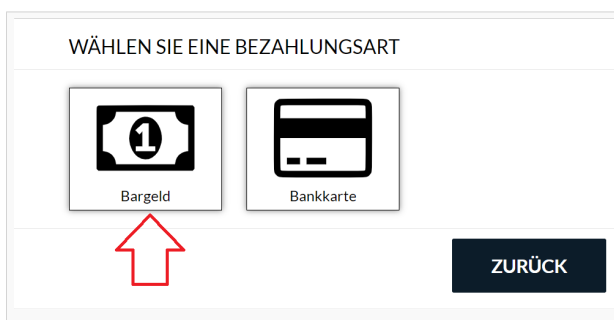 WÄHLEN SIE EINE BEZAHLUNGSART
1
Bargeld
Bankkarte
ZURÜCK